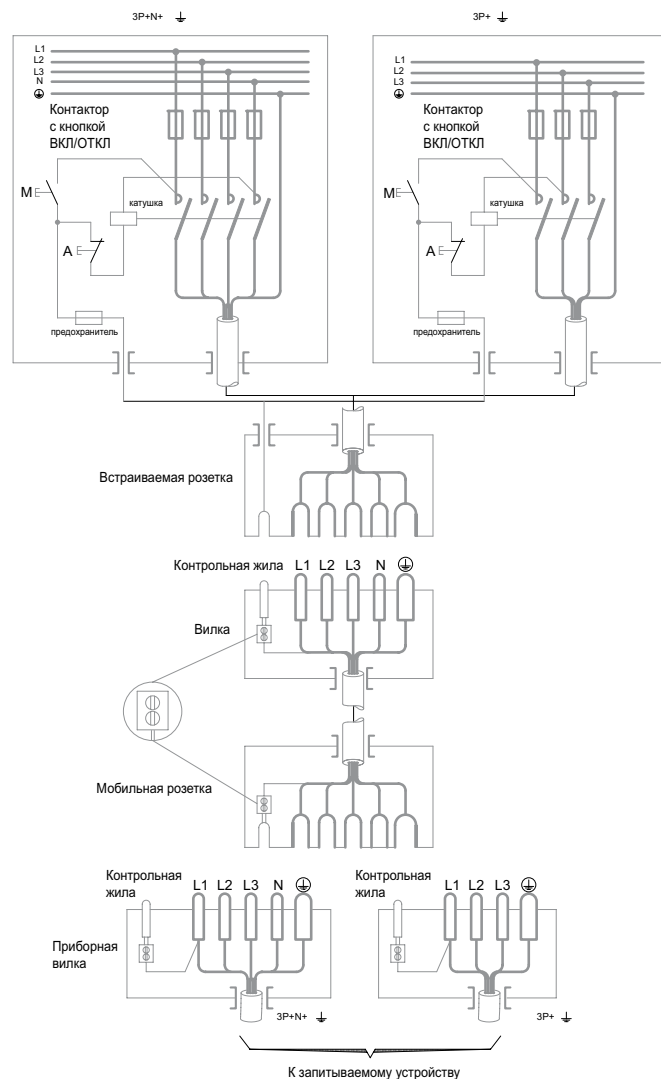 3P+N+ ⏚
L1
L2
L3
N
Контактор
с кнопкой
ВКЛ/ОТКЛ
M
катушка
A
предохранитель
3P+ ⏚
L1
L2
L3
Контактор
с кнопкой
ВКЛ/ОТКЛ
M
катушка
A
предохранитель
Встраиваемая розетка
Контрольная жила L1 L2 L3 N
Вилка
Мобильная розетка
Контрольная
жила
L1 L2 L3 N
Приборная
вилка
3P+N+ ⏚
Контрольная
жила
L1 L2 L3
3P+ ⏚
К запитываемому устройству